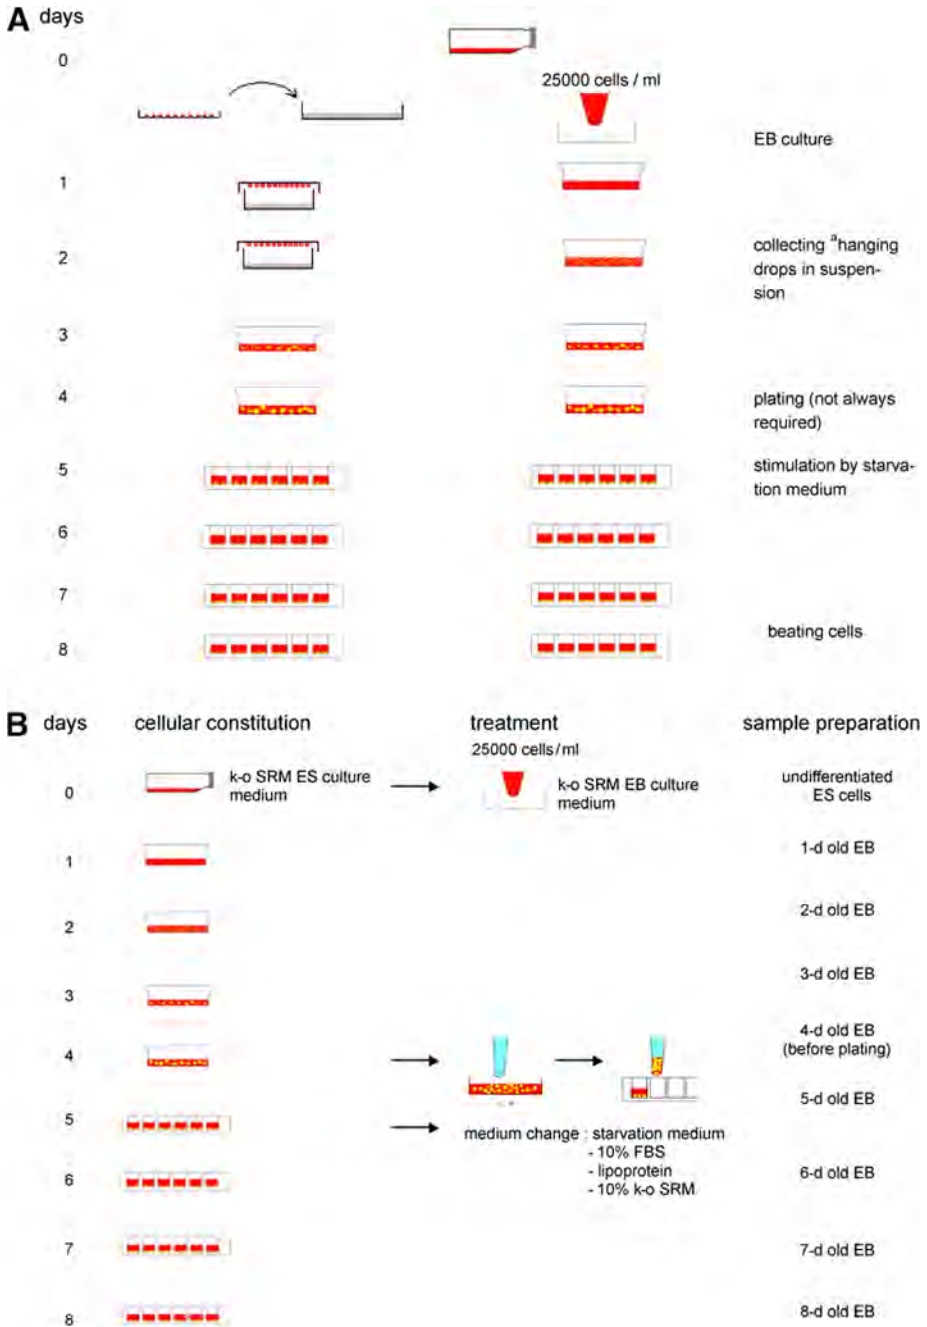 A days
0
25000 cells / ml
EB culture
1
2
collecting ahanging
drops in suspen-
sion
3
4
plating (not always
required)
5
stimulation by starva-
tion medium
6
7
beating cells
8
B days cellular constitution treatment sample preparation
25000 cells/ml
0
k-o SRM ES culture
medium
k-o SRM EB culture
medium
undifferentiated
ES cells
1
1-d old EB
2
2-d old EB
3
3-d old EB
4
4-d old EB
(before plating)
5
5-d old EB
medium change : starvation medium
- 10% FBS
- lipoprotein
- 10% k-o SRM
6
6-d old EB
7
7-d old EB
8
8-d old EB